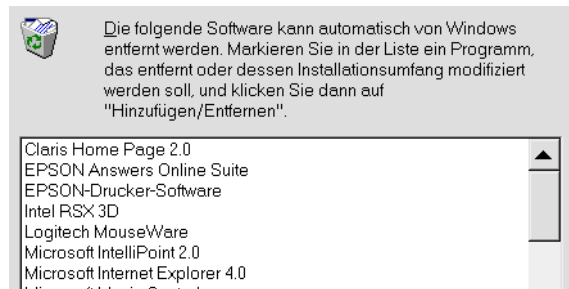 Die folgende Software kann automatisch von Windows
entfernt werden. Markieren Sie in der Liste ein Programm,
das entfernt oder dessen Installationsumfang modifiziert
werden soll, und klicken Sie dann auf
"Hinzufügen/Entfernen".
Claris Home Page 2.0
EPSON Answers Online Suite
EPSON-Drucker-Software
Intel RSX 3D
Logitech MouseWare
Microsoft IntelliPoint 2.0
Microsoft Internet Explorer 4.0